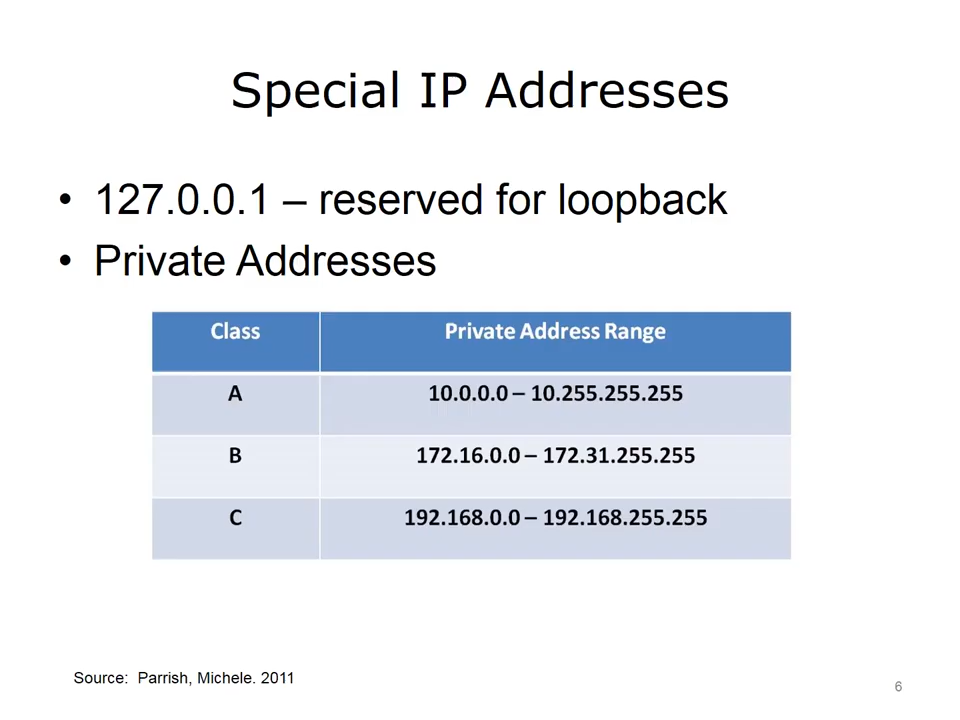 Special IP Addresses
• 127.0.0.1 – reserved for loopback
• Private Addresses
Class Private Address Range
A 10.0.0.0 – 10.255.255.255
B 172.16.0.0 – 172.31.255.255
C 192.168.0.0 – 192.168.255.255
Source:  Parrish, Michele. 2011
6